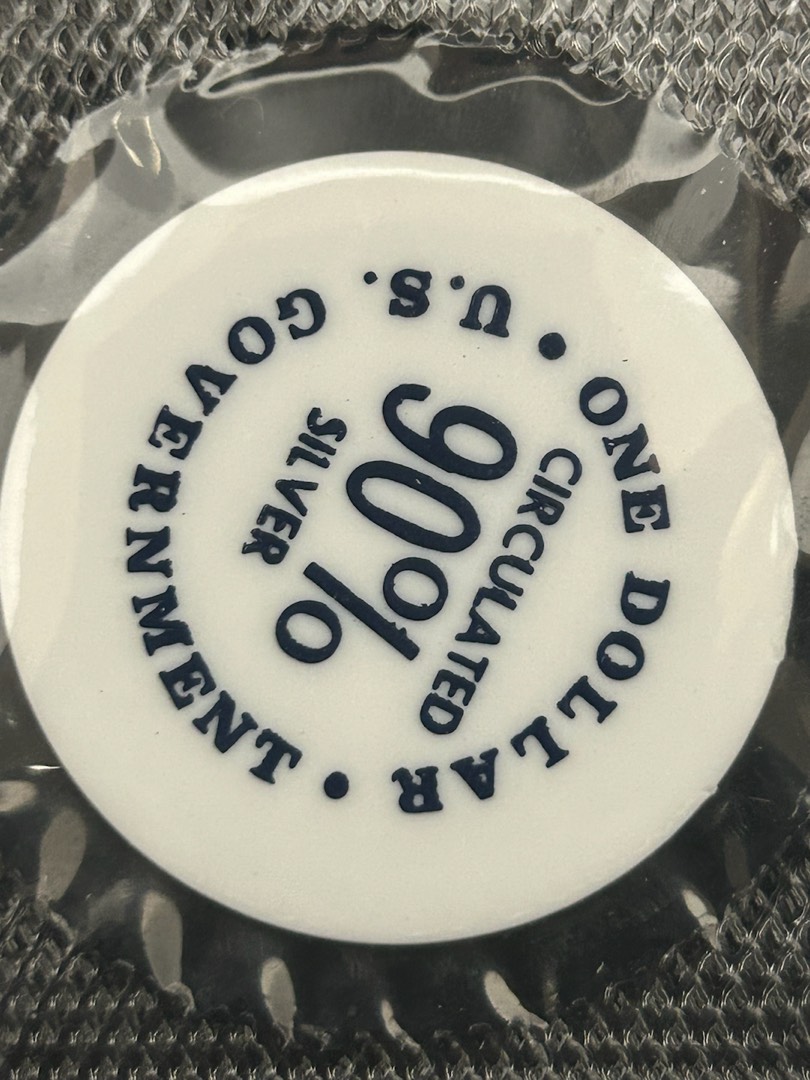 ONE DOLLAR
CIRCULATED
90%
SILVER
• U.S. GOVERNMENT •